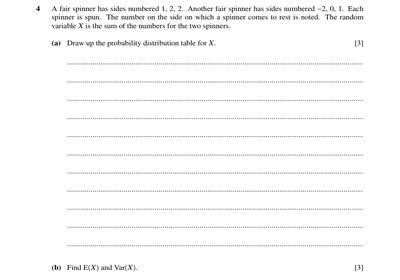 4 A fair spinner has sides numbered 1, 2, 2. Another fair spinner has sides numbered −2, 0, 1. Each
spinner is spun. The number on the side on which a spinner comes to rest is noted. The random
variable X is the sum of the numbers for the two spinners.
(a) Draw up the probability distribution table for X. [3]
(b) Find E(X) and Var(X). [3]